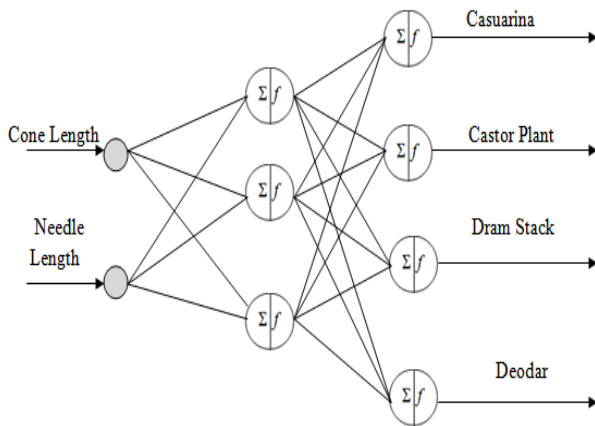 Casuarina
Σ f
Σ f
Cone Length
Σ f
Castor Plant
Σ f
Needle
Length
Dram Stack
Σ f
Σ f
Deodar
Σ f